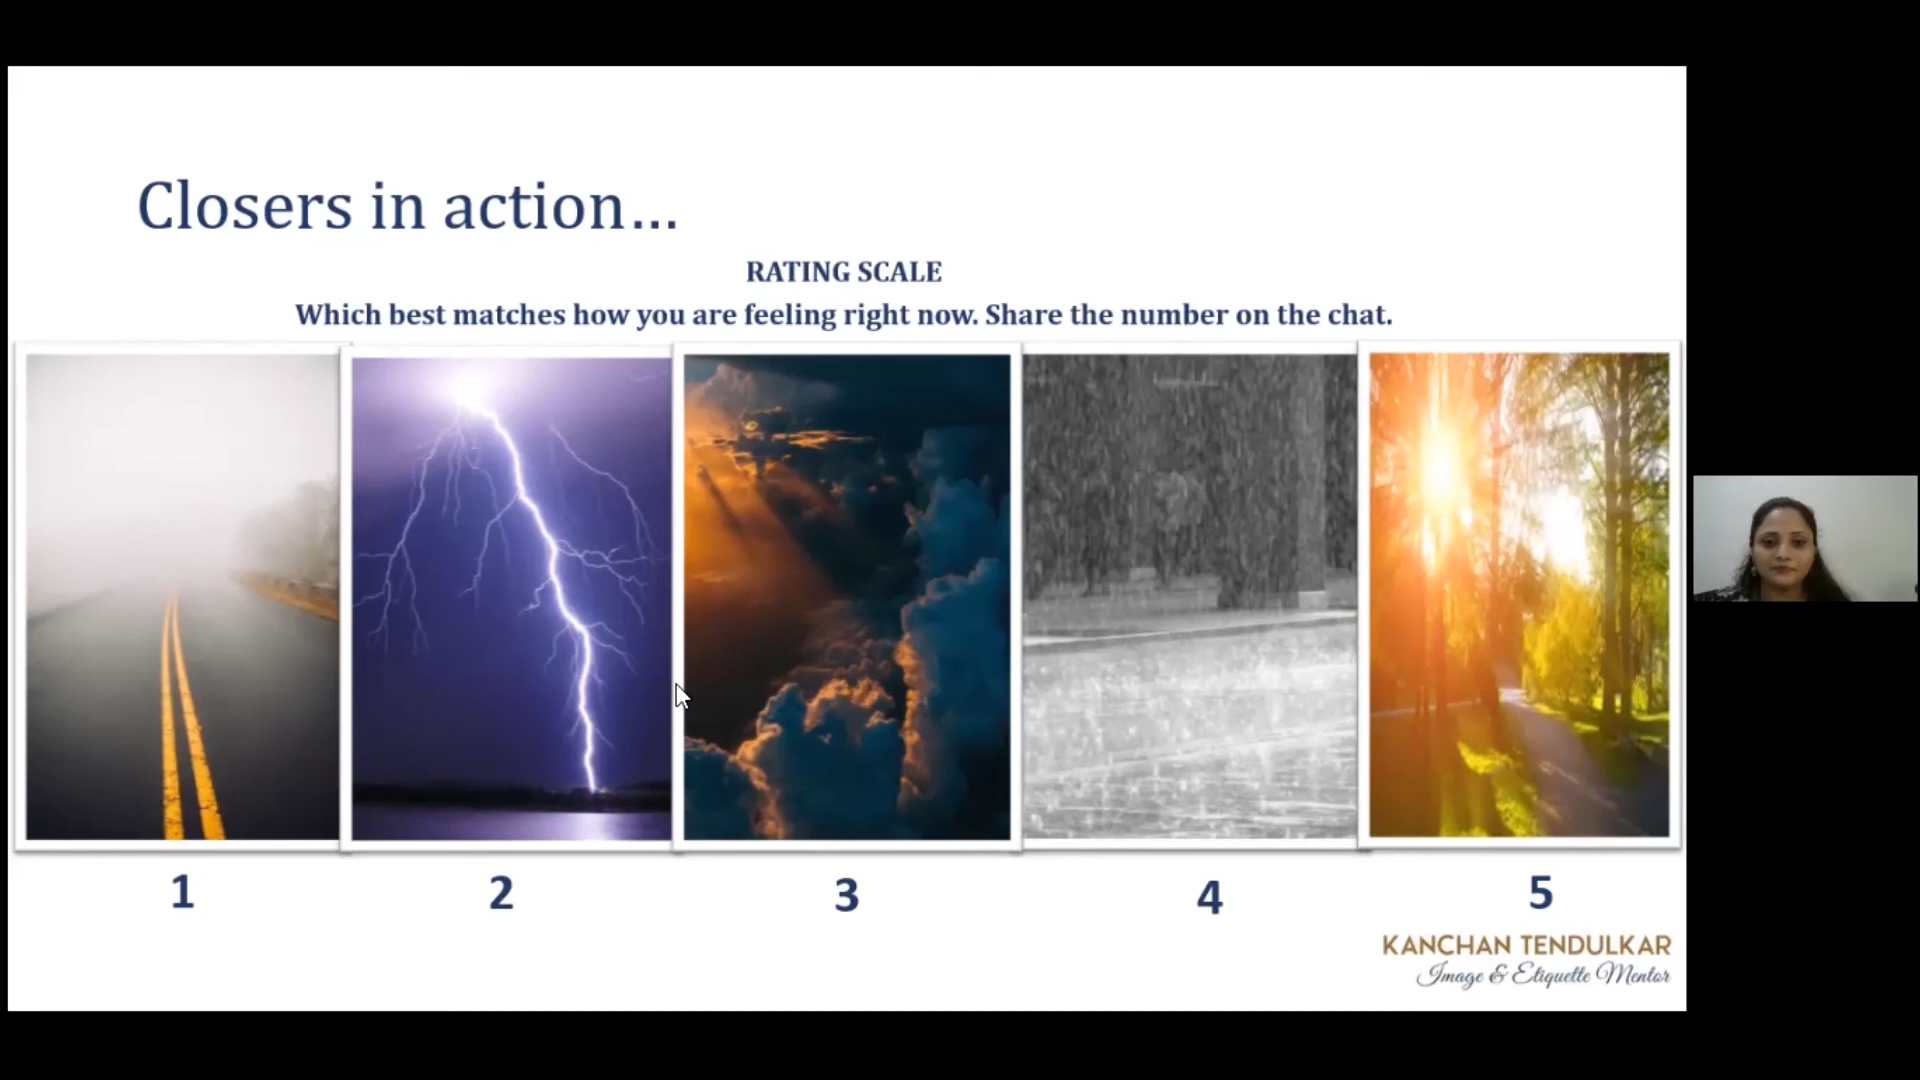 Closers in action...
RATING SCALE
Which best matches how you are feeling right now. Share the number on the chat.
1 2 3 4 5
KANCHAN TENDULKAR
Image & Etiquette Mentor